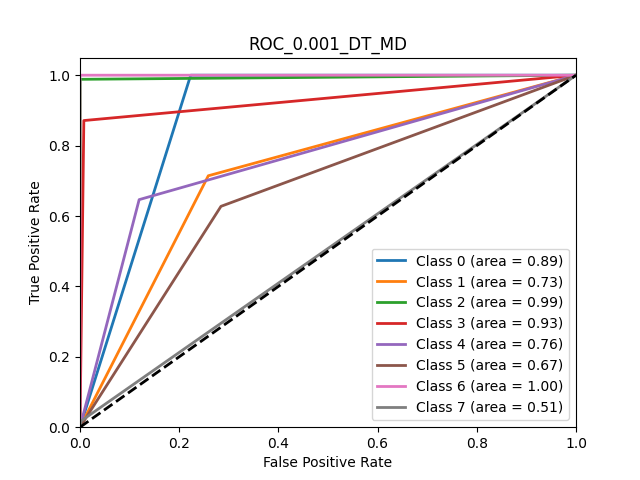 ROC_0.001_DT_MD
True Positive Rate
1.0
0.8
0.6
0.4
0.2
0.0
Class 0 (area = 0.89)
Class 1 (area = 0.73)
Class 2 (area = 0.99)
Class 3 (area = 0.93)
Class 4 (area = 0.76)
Class 5 (area = 0.67)
Class 6 (area = 1.00)
Class 7 (area = 0.51)
0.0 0.2 0.4 0.6 0.8 1.0
False Positive Rate